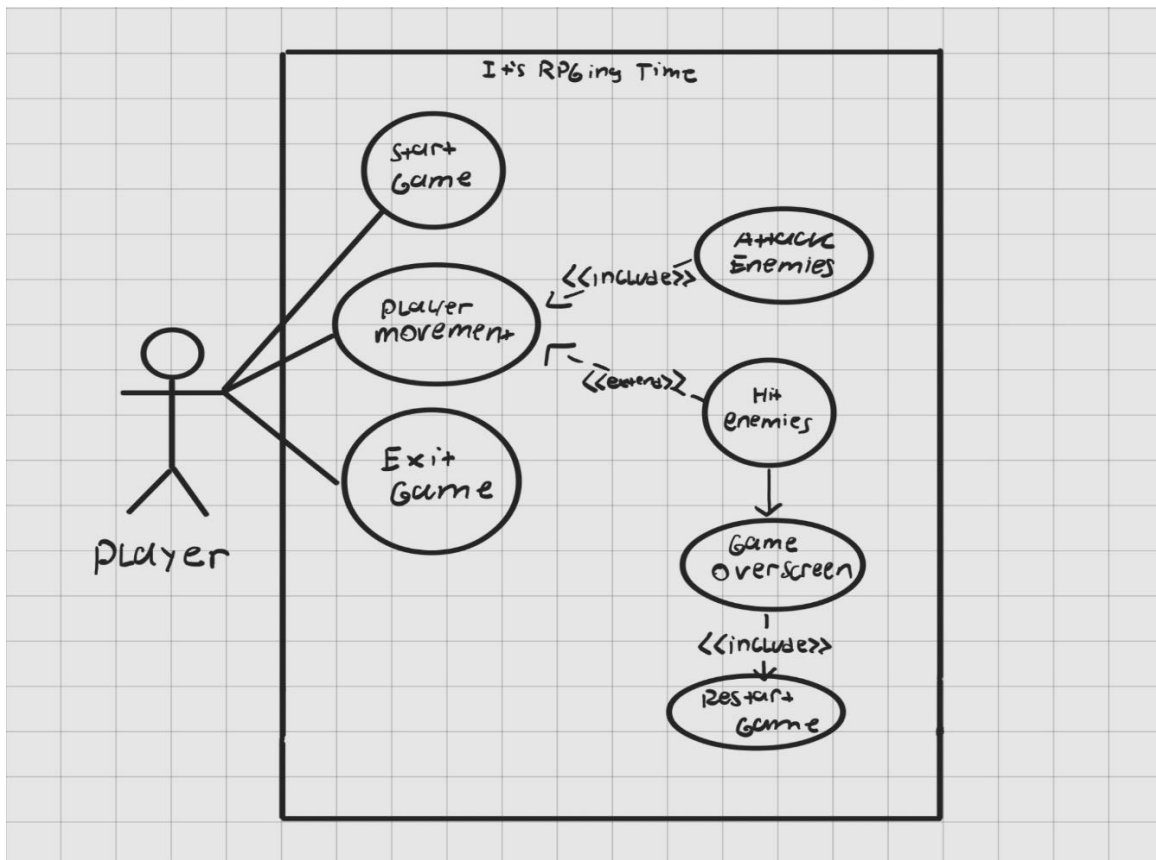 It's RPGing Time
Start
Game
Attack
Enemies
<<include>>
Player
movement
<<extend>>
Hit
enemies
Exit
Game
Player
Game
overscreen
<<include>>
Restart
Game